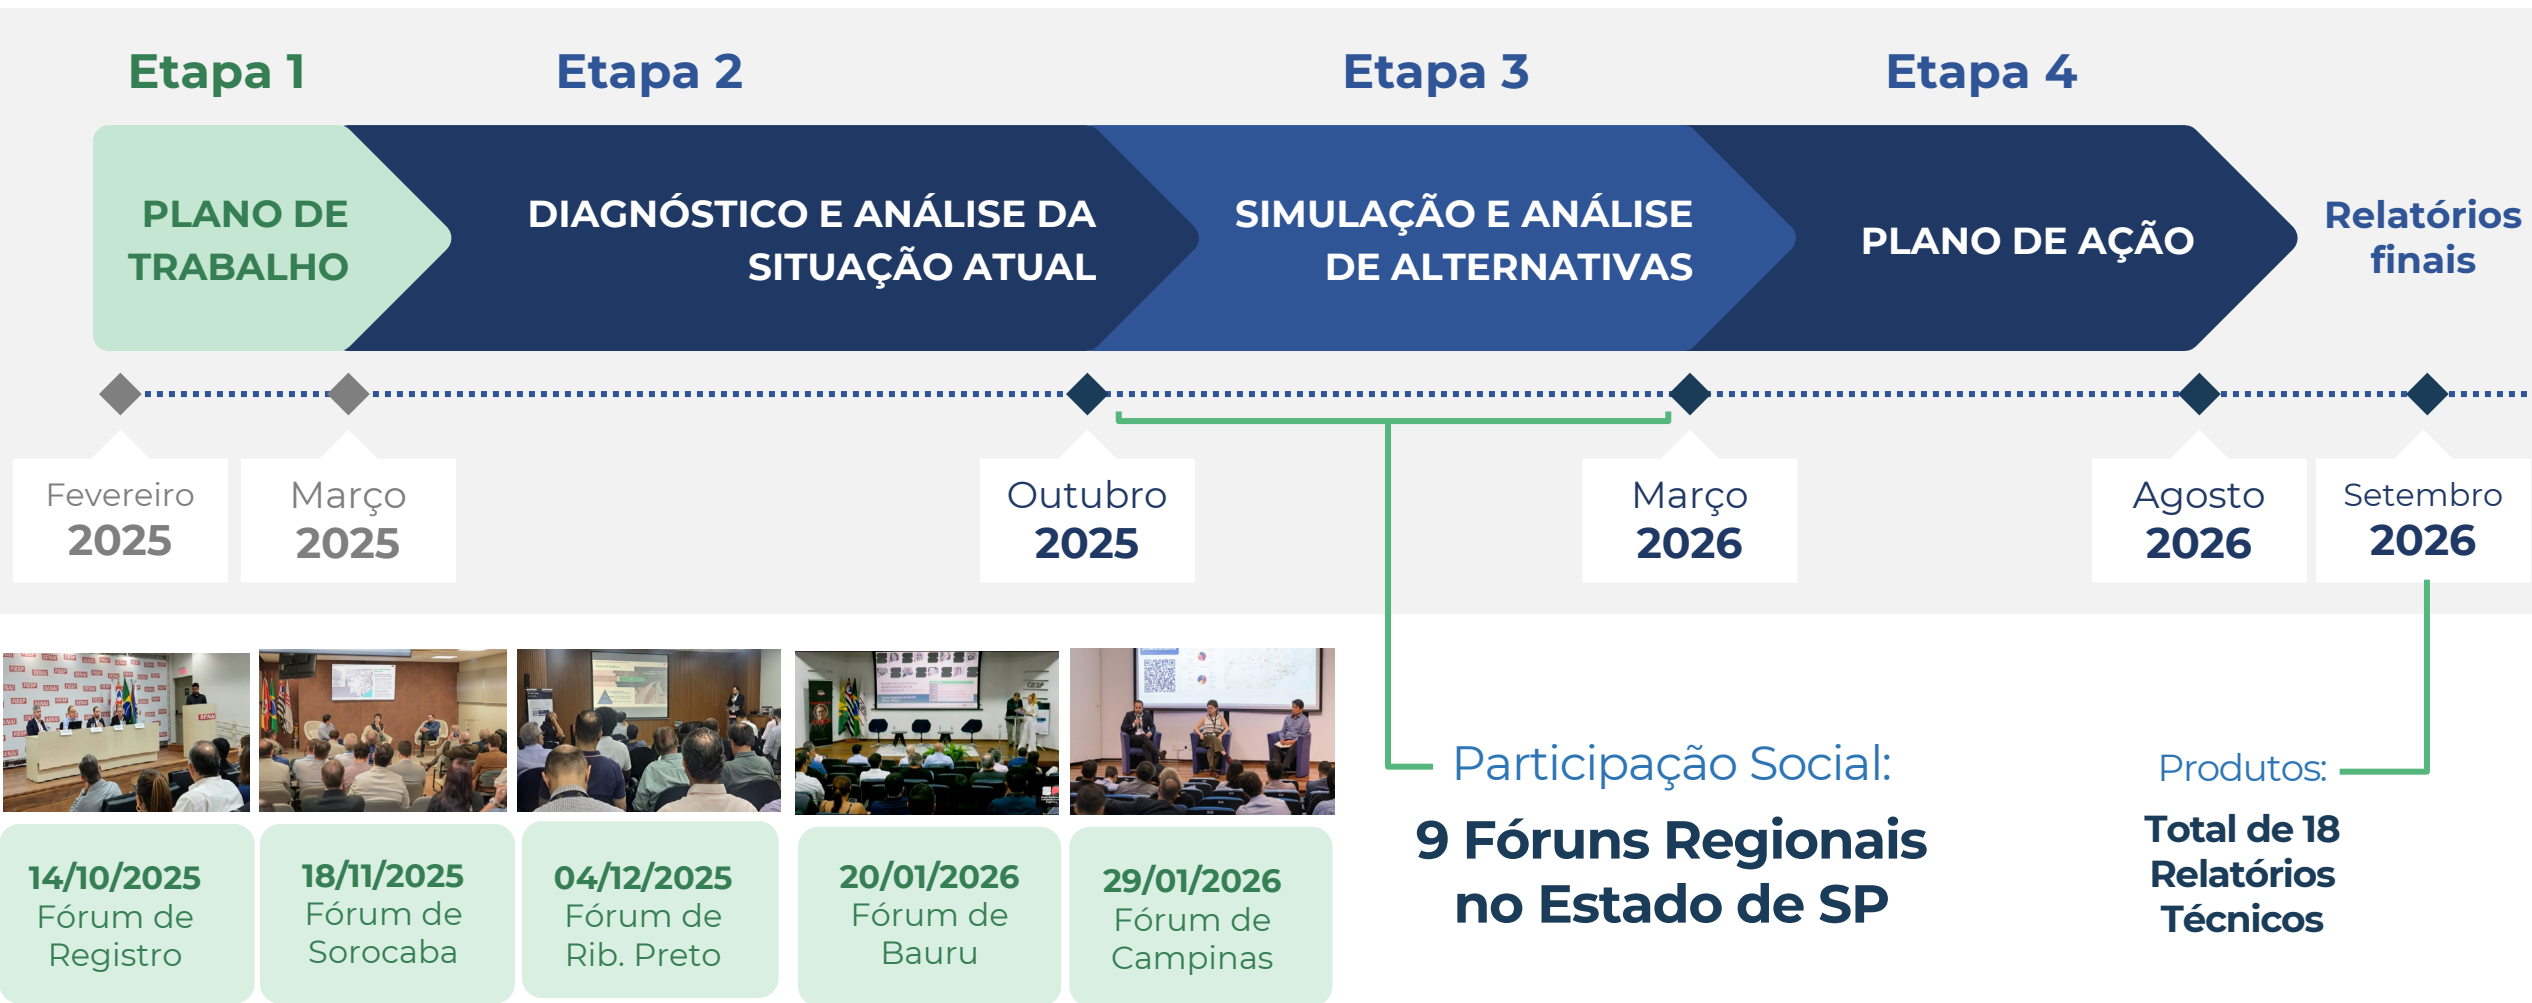 Etapa 1
Etapa 2
Etapa 3
Etapa 4
PLANO DE
TRABALHO
DIAGNÓSTICO E ANÁLISE DA
SITUAÇÃO ATUAL
SIMULAÇÃO E ANÁLISE
DE ALTERNATIVAS
PLANO DE AÇÃO
Relatórios
finais
Fevereiro
2025
Março
2025
Outubro
2025
Março
2026
Agosto
2026
Setembro
2026
FIESP
SENAI
SENAI
CIESP
14/10/2025
Fórum de
Registro
18/11/2025
Fórum de
Sorocaba
04/12/2025
Fórum de
Rib. Preto
20/01/2026
Fórum de
Bauru
29/01/2026
Fórum de
Campinas
Participação Social:
9 Fóruns Regionais
no Estado de SP
Produtos:
Total de 18
Relatórios
Técnicos